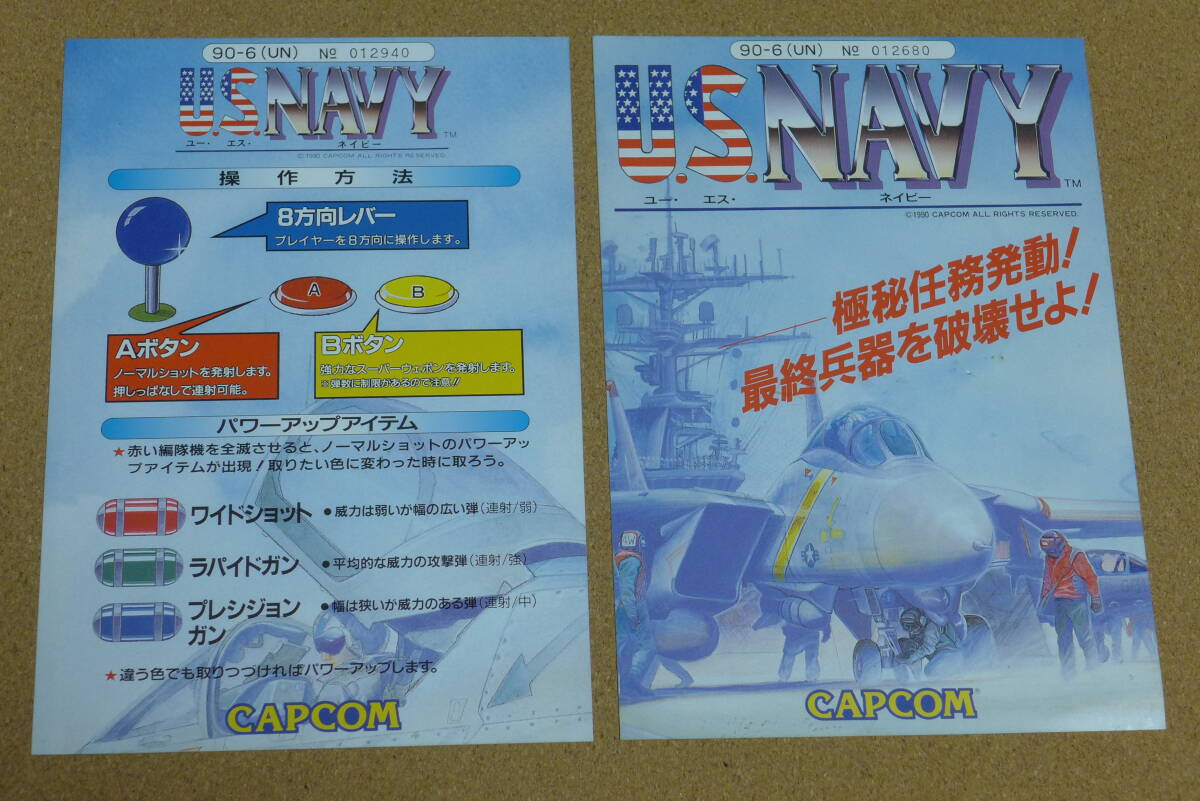 90-6(UN) № 012940
U.S.NAVY™
ユー・ エス・ ネイビー
©1990 CAPCOM ALL RIGHTS RESERVED.
操作方法
8方向レバー
プレイヤーを8方向に操作します。
A
B
Aボタン
ノーマルショットを発射します。
押しっぱなしで連射可能。
Bボタン
強力なスーパーウェポンを発射します。
※弾数に制限があるので注意!!
パワーアップアイテム
★赤い編隊機を全滅させると、ノーマルショットのパワーアッ
プアイテムが出現!取りたい色に変わった時に取ろう。
ワイドショット ●威力は弱いが幅の広い弾(連射/弱)
ラパイドガン ●平均的な威力の攻撃弾(連射/強)
プレシジョン ●幅は狭いが威力のある弾(連射/中)
ガン
★違う色でも取りつづければパワーアップします。
CAPCOM
90-6(UN) № 012680
U.S.NAVY™
ユー・ エス・ ネイビー
©1990 CAPCOM ALL RIGHTS RESERVED.
極秘任務発動!
最終兵器を破壊せよ!
CAPCOM®